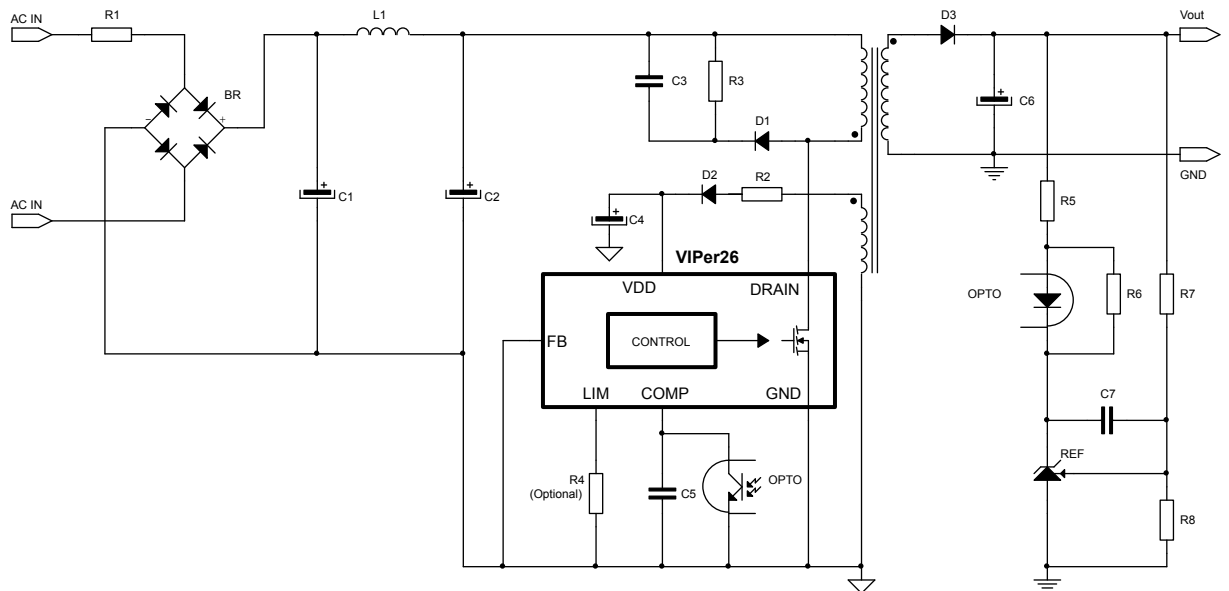 AC IN
R1
L1
D3
Vout
BR
-
+
C3
R3
+
C6
D1
GND
+
C1
+
C2
D2
R2
+
C4
R5
VIPer26
VDD
DRAIN
OPTO
R6
R7
FB
CONTROL
LIM
COMP
GND
C7
REF
R4
(Optional)
C5
OPTO
R8
AC IN